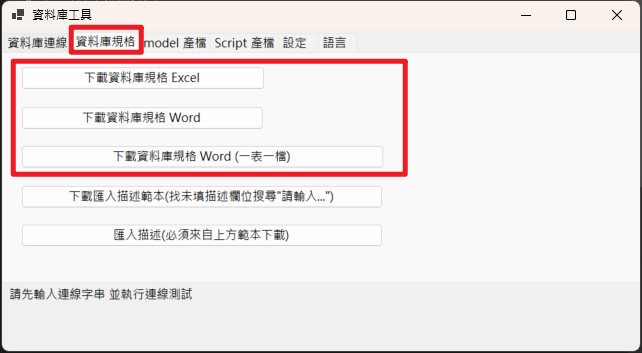 資料庫工具
資料庫連線 資料庫規格 model 產檔 Script 產檔 設定 語言
下載資料庫規格 Excel
下載資料庫規格 Word
下載資料庫規格 Word (一表一檔)
下載匯入描述範本(找未填描述欄位搜尋"請輸入...")
匯入描述(必須來自上方範本下載)
請先輸入連線字串 並執行連線測試